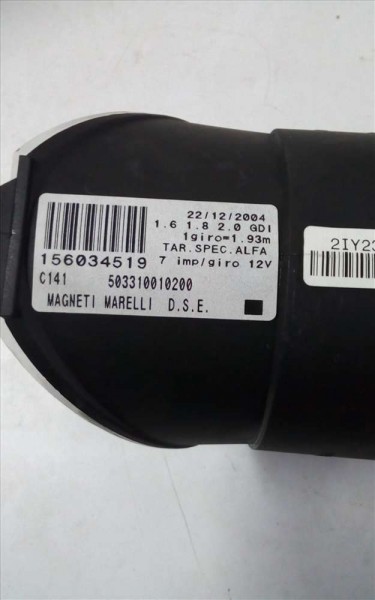 22/12/2004
1.6 1.8 2.0 GDI
1giro=1.93m
TAR.SPEC.ALFA
156034519 7 imp/giro 12V
C141 503310010200
MAGNETI MARELLI D.S.E.
2IY23